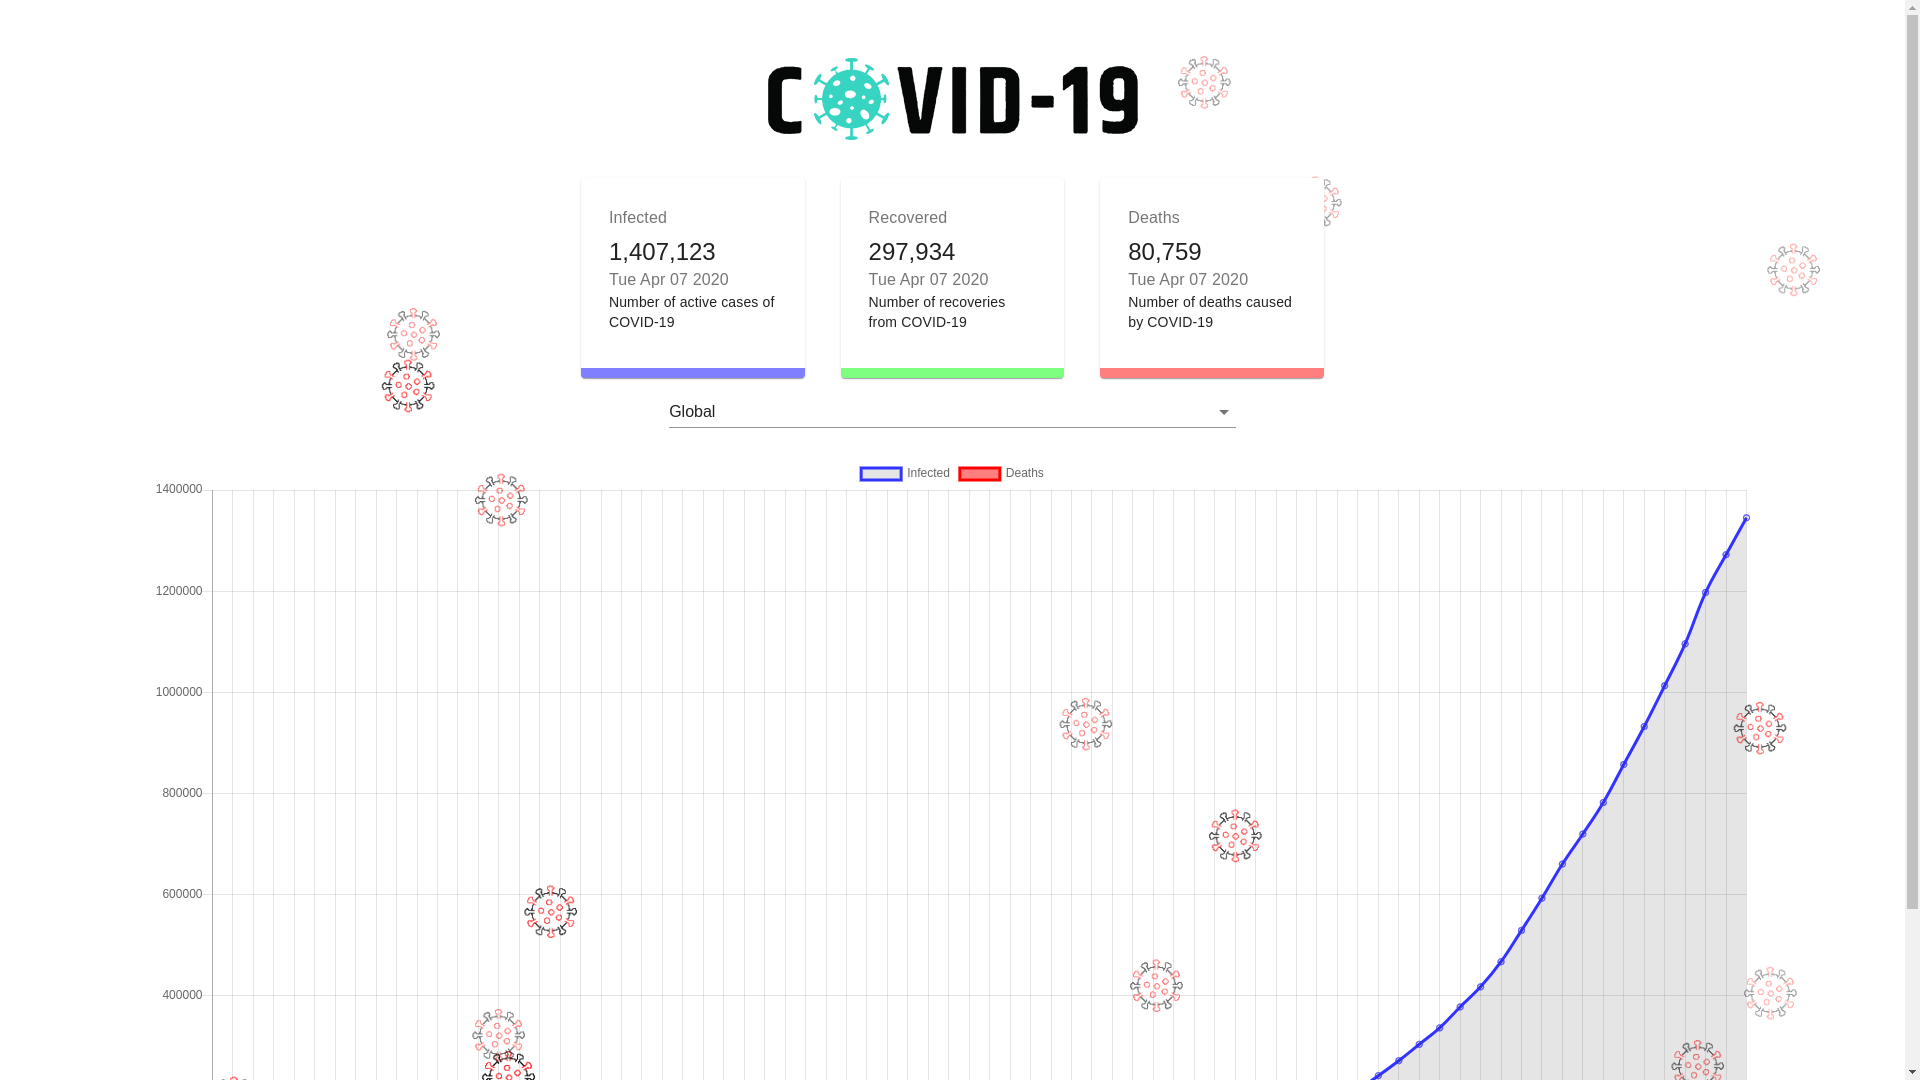 COVID-19
Infected
1,407,123
Tue Apr 07 2020
Number of active cases of
COVID-19
Recovered
297,934
Tue Apr 07 2020
Number of recoveries
from COVID-19
Deaths
80,759
Tue Apr 07 2020
Number of deaths caused
by COVID-19
Global
Infected Deaths
1400000
1200000
1000000
800000
600000
400000